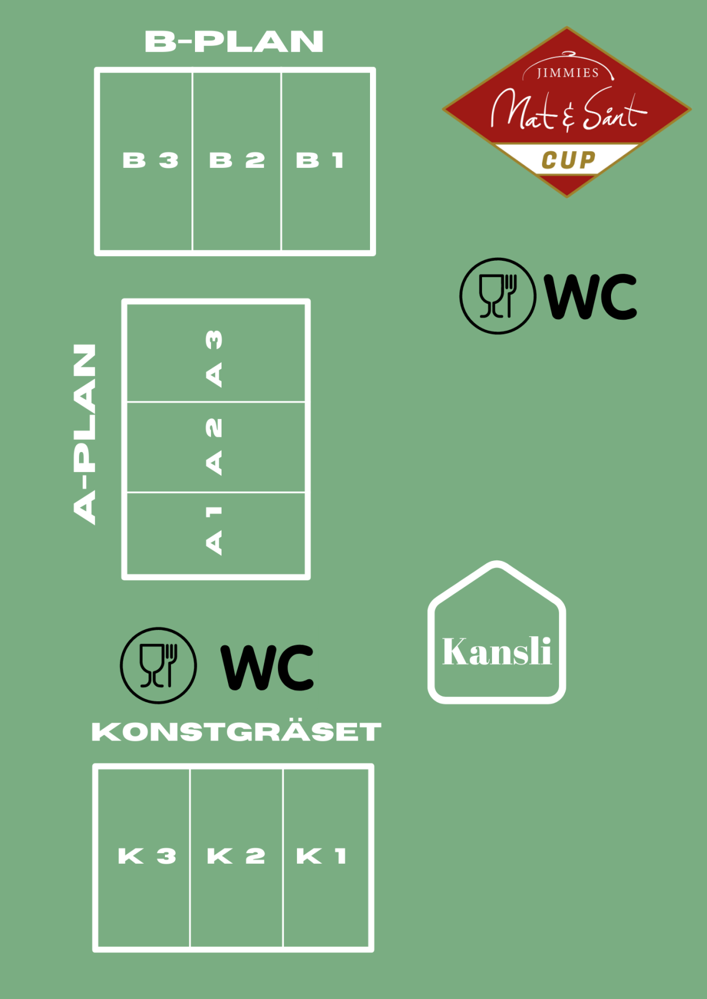 B-PLAN
JIMMIES
Mat & Sånt
CUP
B 3 B 2 B 1
WC
A-PLAN
A 3
A 2
A 1
Kansli
WC
KONSTGRÄSET
K 3 K 2 K 1